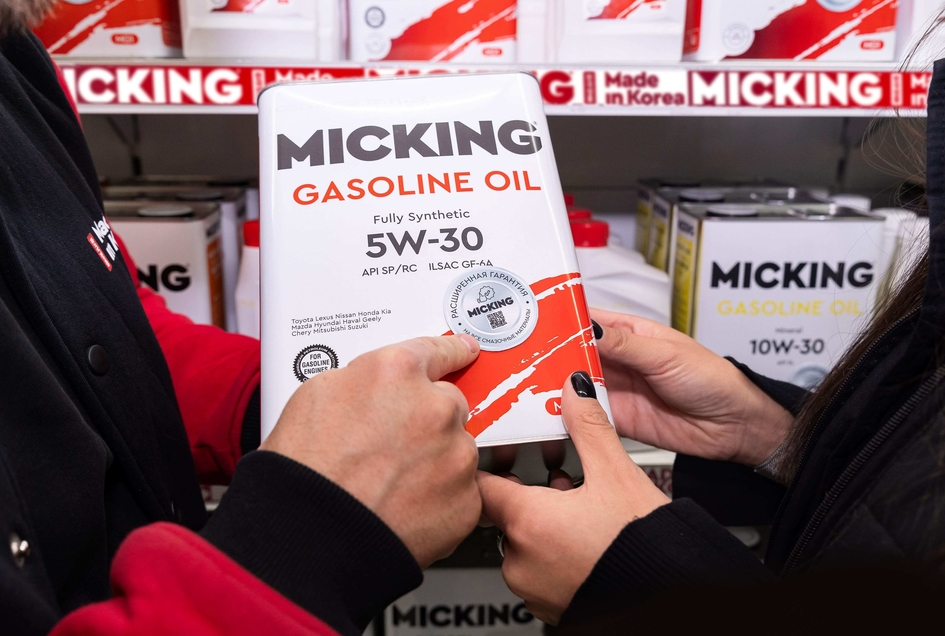 MICKING
Made
in Korea
MICKING
MICKING
GASOLINE OIL
Fully Synthetic
5W-30
API SP/RC ILSAC GF-6A
РАСШИРЕННАЯ ГАРАНТИЯ
MICKING
НА ВСЕ СМАЗОЧНЫЕ МАТЕРИАЛЫ
Toyota Lexus Nissan Honda Kia
Mazda Hyundai Haval Geely
Chery Mitsubishi Suzuki
FOR
GASOLINE
ENGINES
MICKING
GASOLINE OIL
Mineral
10W-30
MICKING